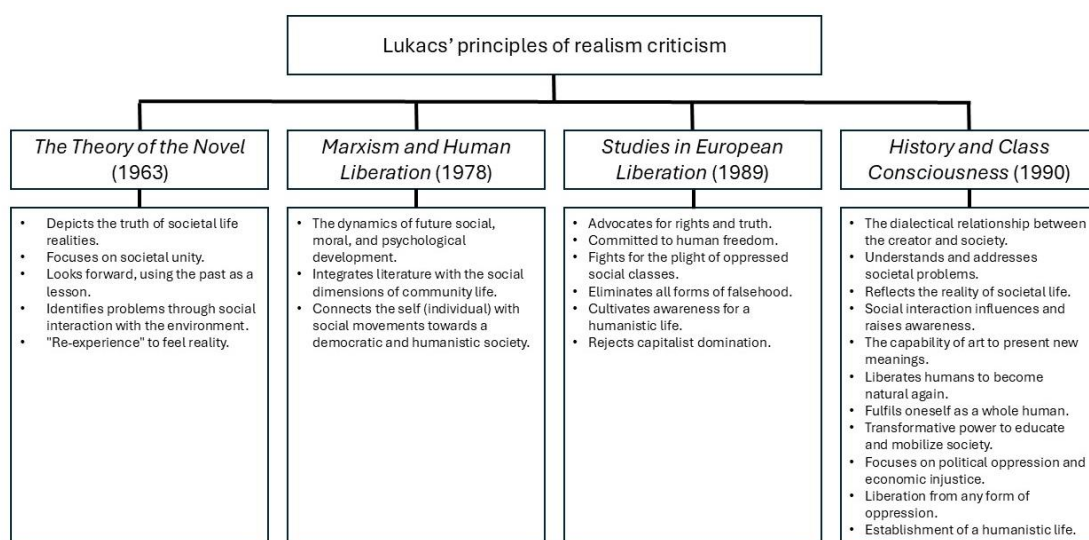 Lukacs' principles of realism criticism
The Theory of the Novel
(1963)
• Depicts the truth of societal life
realities.
• Focuses on societal unity.
• Looks forward, using the past as a
lesson.
• Identifies problems through social
interaction with the environment.
• "Re-experience" to feel reality.
Marxism and Human
Liberation (1978)
• The dynamics of future social,
moral, and psychological
development.
• Integrates literature with the social
dimensions of community life.
• Connects the self (individual) with
social movements towards a
democratic and humanistic society.
Studies in European
Liberation (1989)
• Advocates for rights and truth.
• Committed to human freedom.
• Fights for the plight of oppressed
social classes.
• Eliminates all forms of falsehood.
• Cultivates awareness for a
humanistic life.
• Rejects capitalist domination.
History and Class
Consciousness (1990)
• The dialectical relationship between
the creator and society.
• Understands and addresses
societal problems.
• Reflects the reality of societal life.
• Social interaction influences and
raises awareness.
• The capability of art to present new
meanings.
• Liberates humans to become
natural again.
• Fulfils oneself as a whole human.
• Transformative power to educate
and mobilize society.
• Focuses on political oppression and
economic injustice.
• Liberation from any form of
oppression.
• Establishment of a humanistic life.